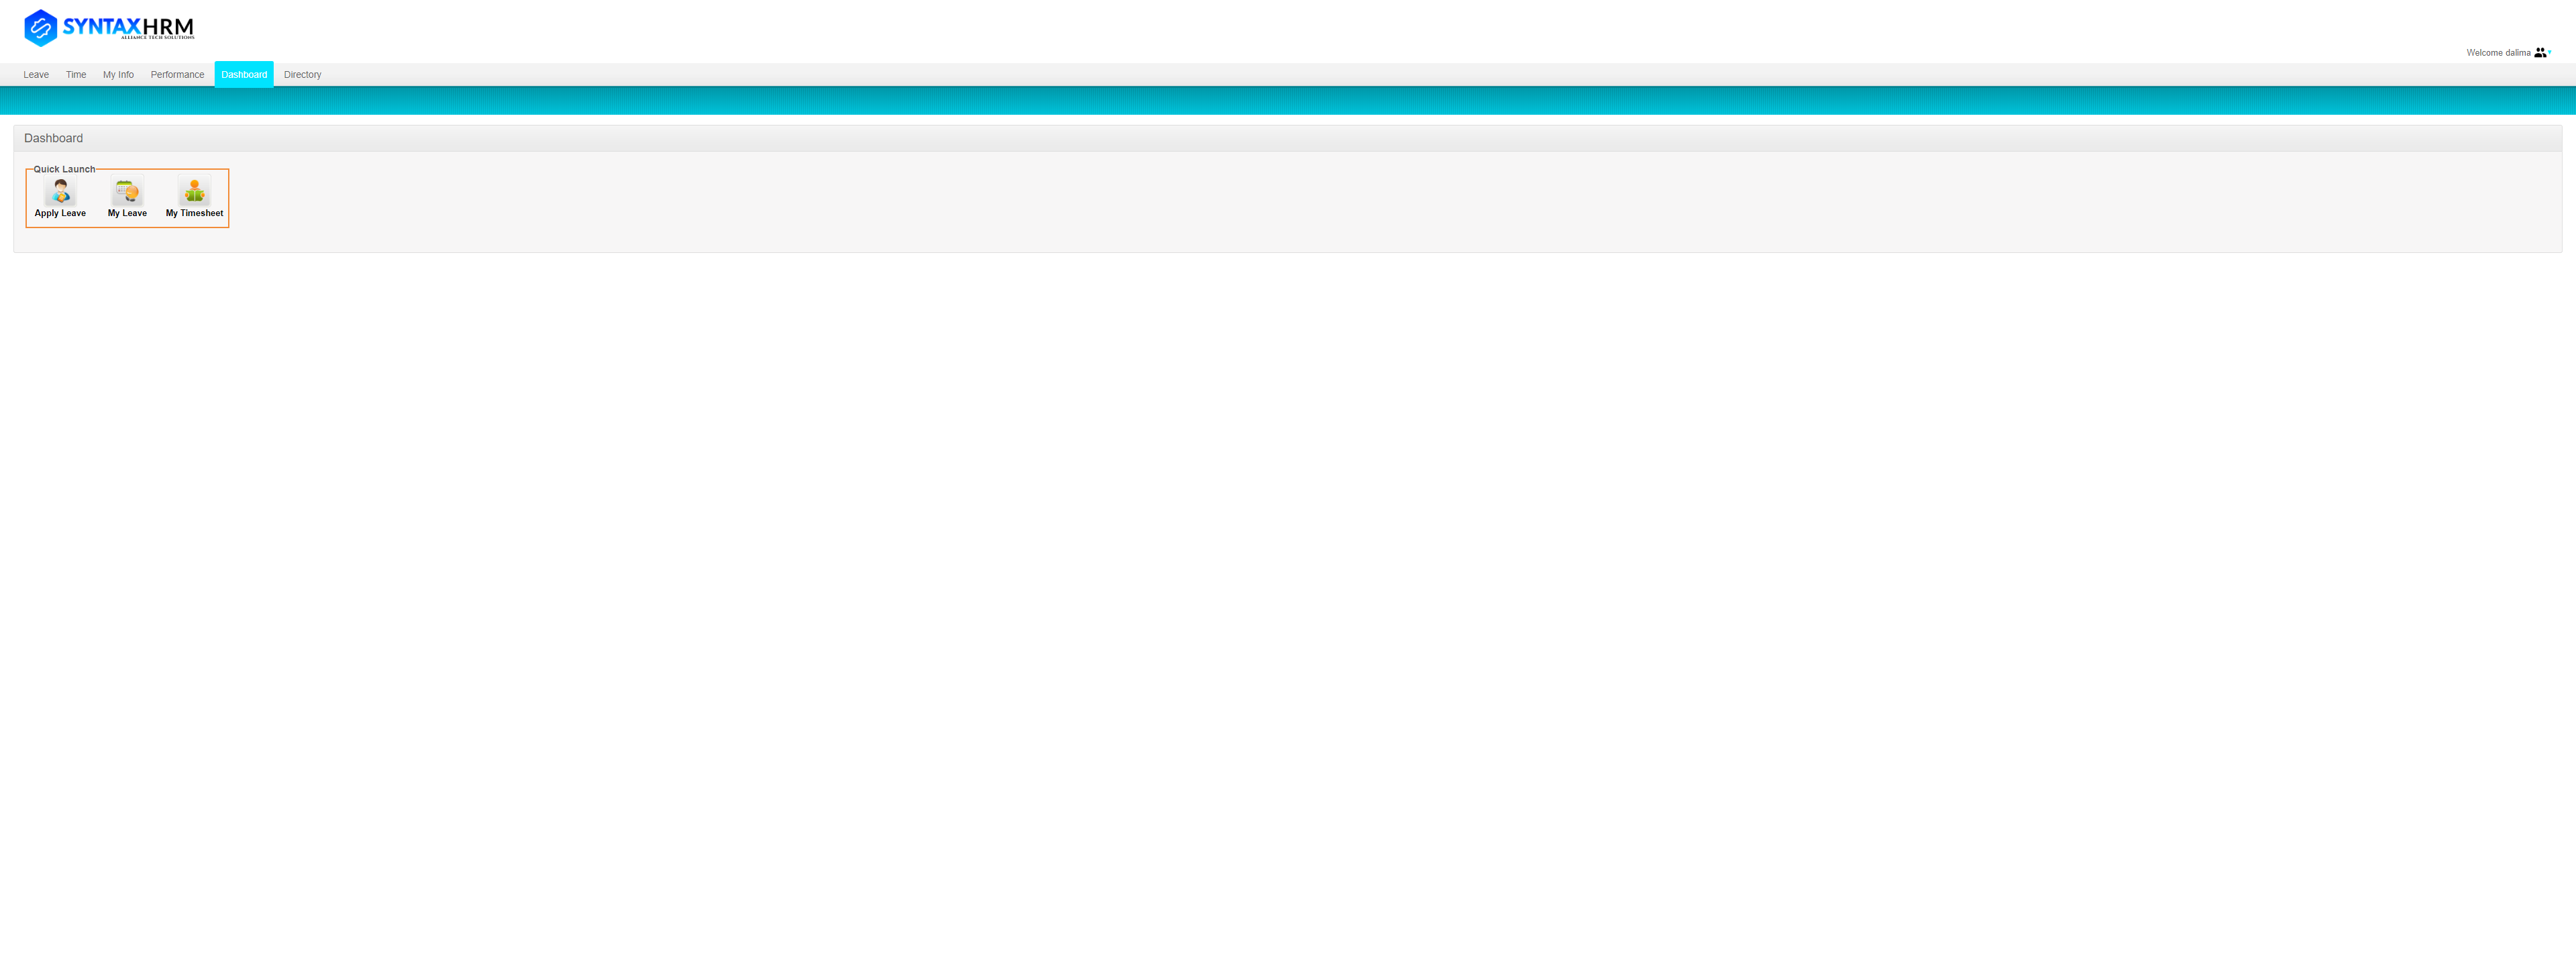 SYNTAXHRM
ALLIANCE TECH SOLUTIONS
Welcome dalima
Leave Time My Info Performance Dashboard Directory
Dashboard
Quick Launch
Apply Leave My Leave My Timesheet